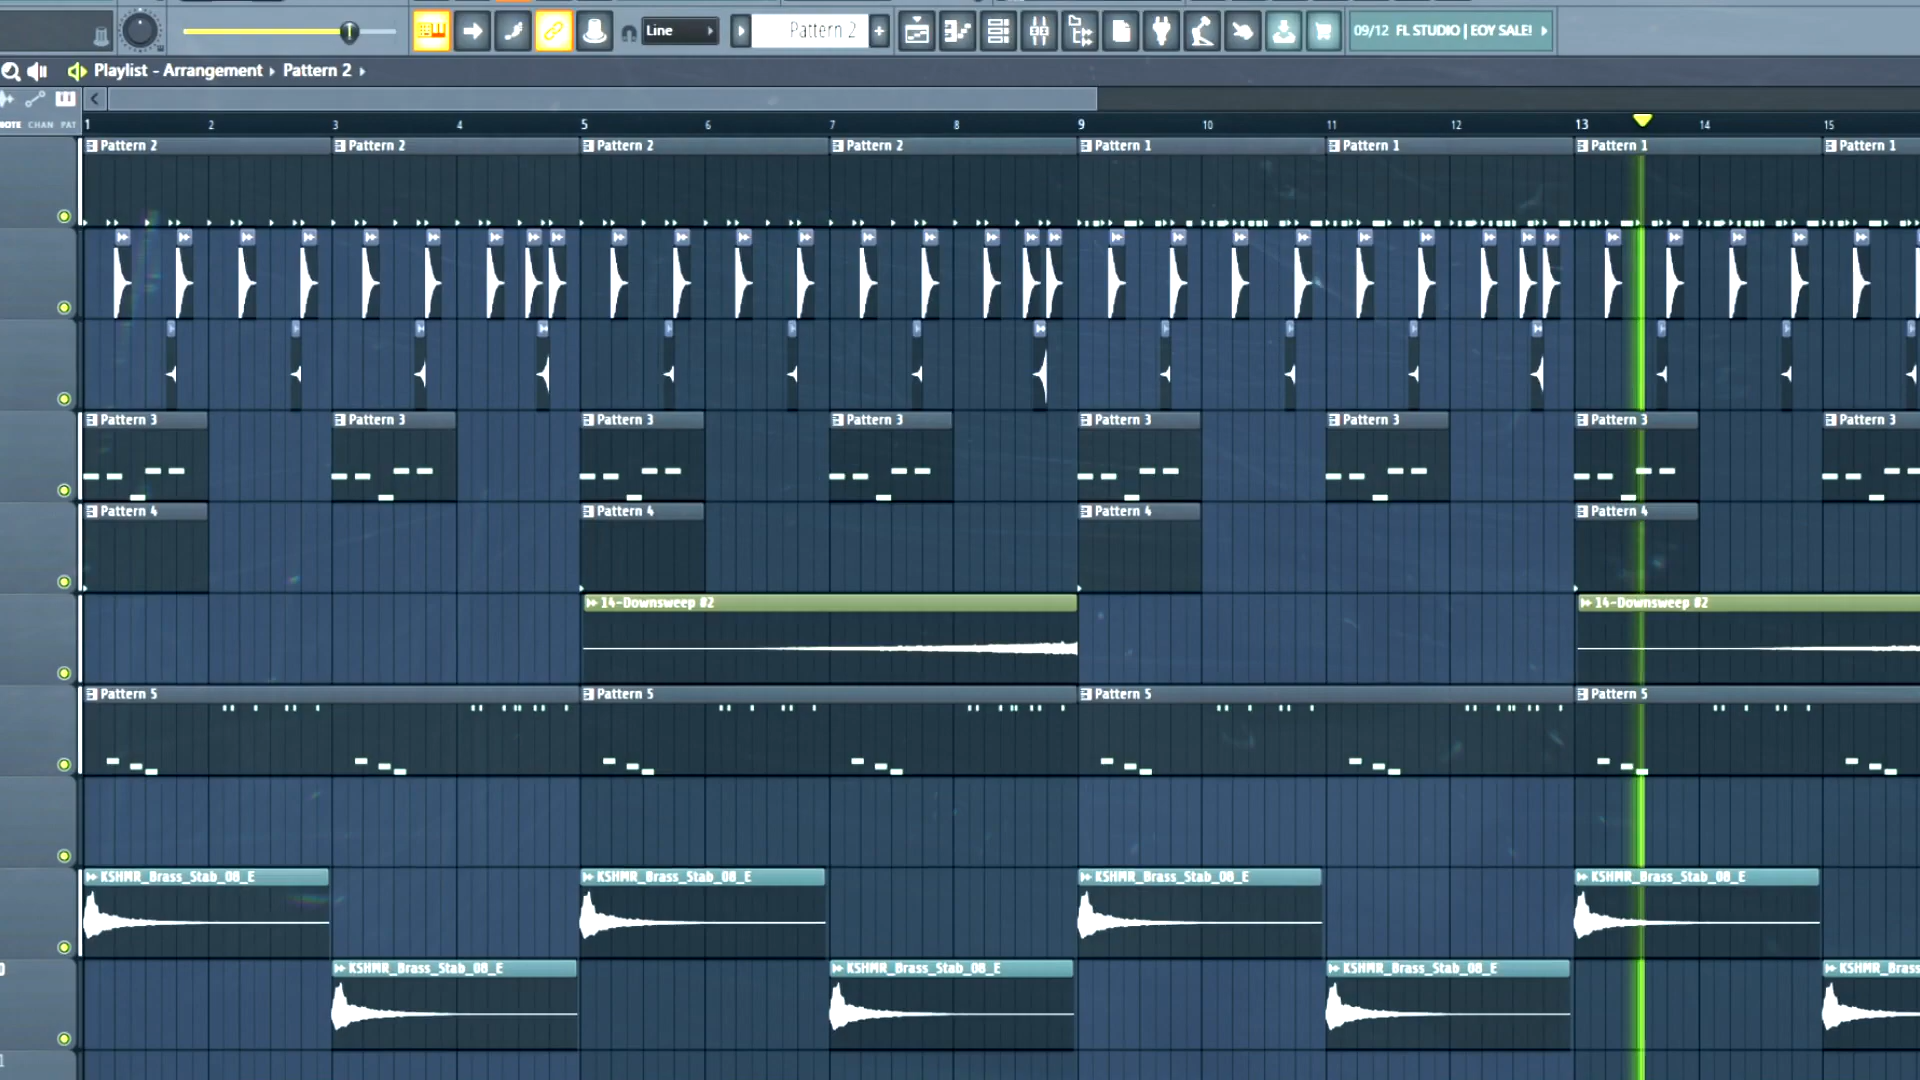 Line
Pattern 2
09/12 FL STUDIO | EOY SALE!
Playlist - Arrangement › Pattern 2 ›
NOTE CHAN PAT
1 2 3 4 5 6 7 8 9 10 11 12 13 14 15
Pattern 2 Pattern 2 Pattern 2 Pattern 2 Pattern 1 Pattern 1 Pattern 1 Pattern 1
Pattern 3 Pattern 3 Pattern 3 Pattern 3 Pattern 3 Pattern 3 Pattern 3 Pattern 3
Pattern 4 Pattern 4 Pattern 4 Pattern 4
14-Downsweep #2 14-Downsweep #2
Pattern 5 Pattern 5 Pattern 5 Pattern 5
KSHMR_Brass_Stab_08_E KSHMR_Brass_Stab_08_E KSHMR_Brass_Stab_08_E KSHMR_Brass_Stab_08_E
KSHMR_Brass_Stab_08_E KSHMR_Brass_Stab_08_E KSHMR_Brass_Stab_08_E KSHMR_Brass